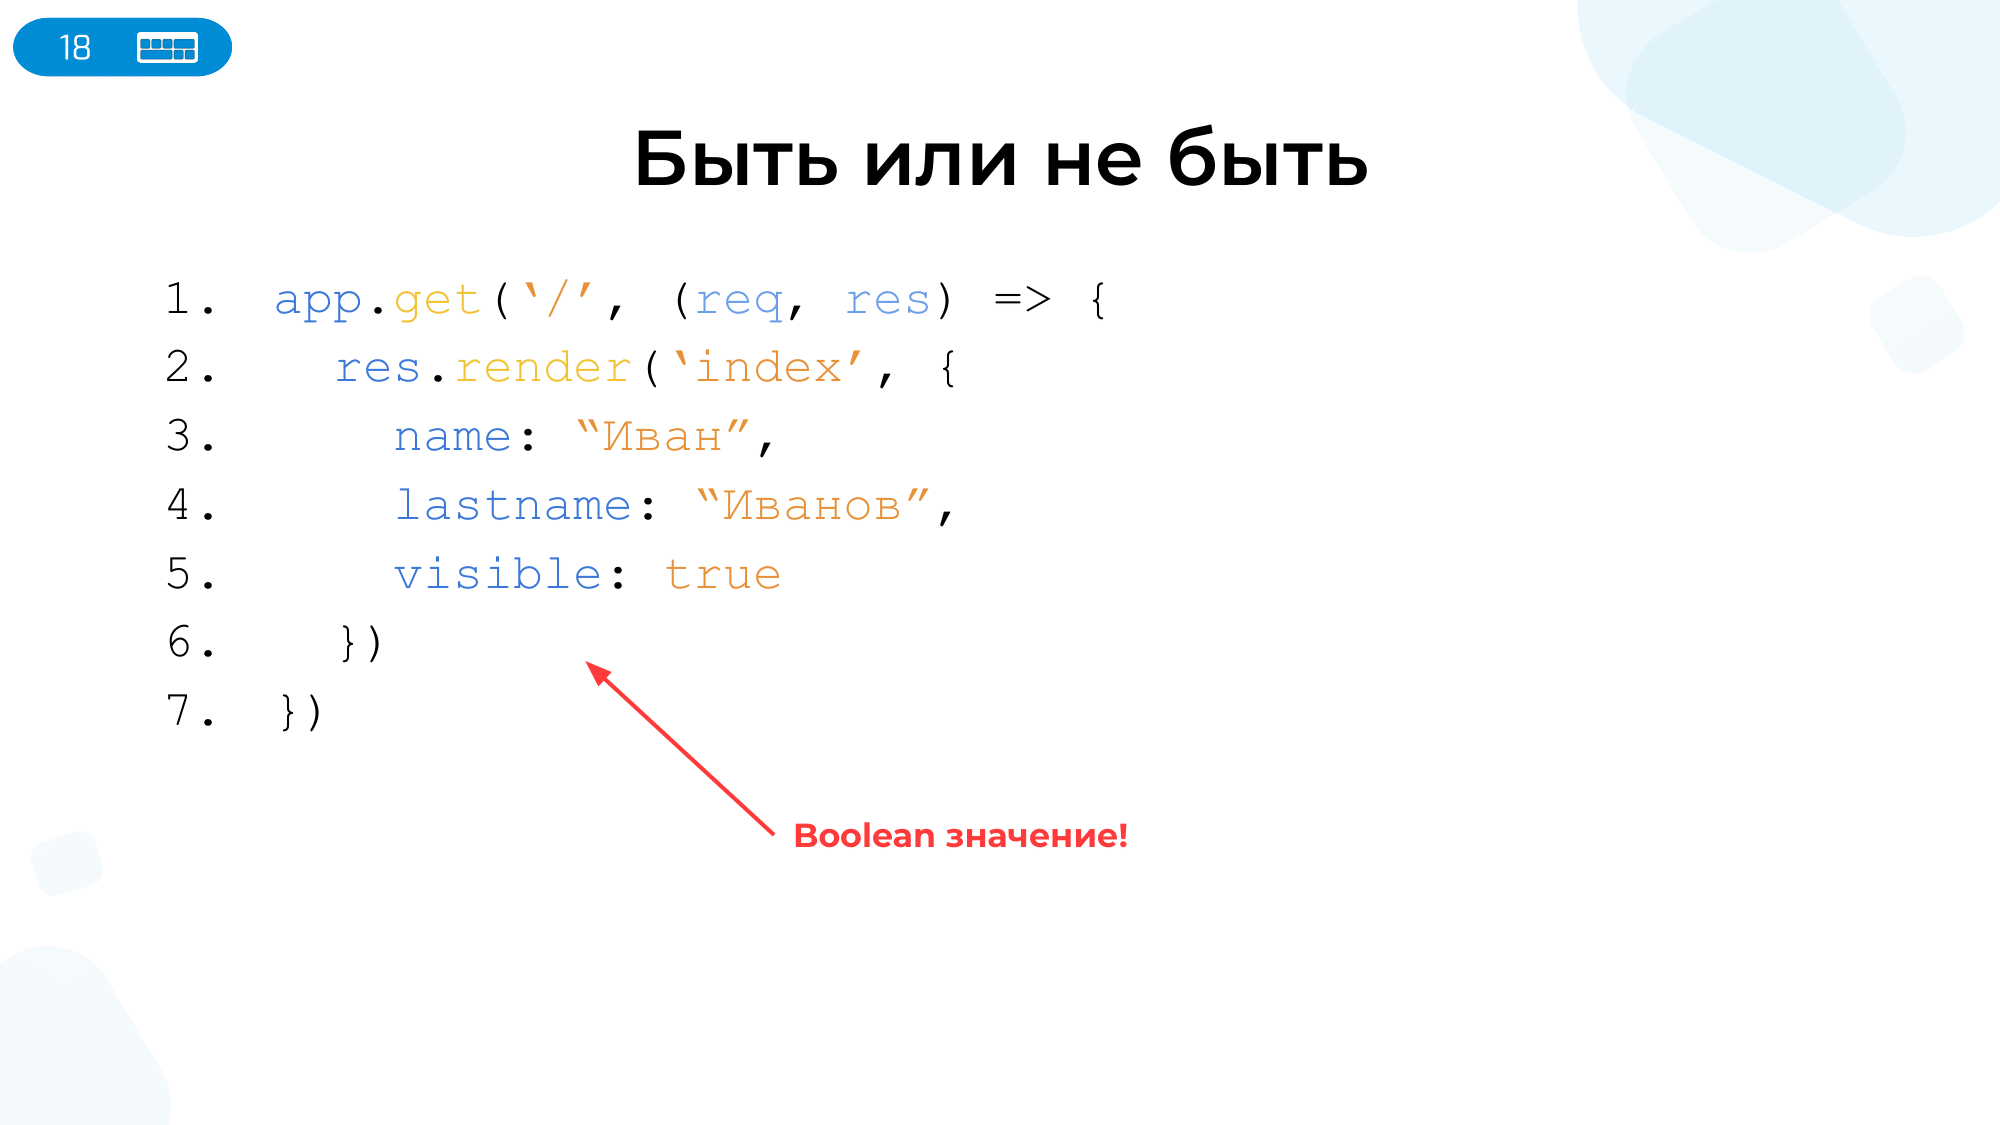 18
Быть или не быть
1. app.get(‘/’, (req, res) => {
2. res.render(‘index’, {
3. name: “Иван”,
4. lastname: “Иванов”,
5. visible: true
6. })
7. })
Boolean значение!